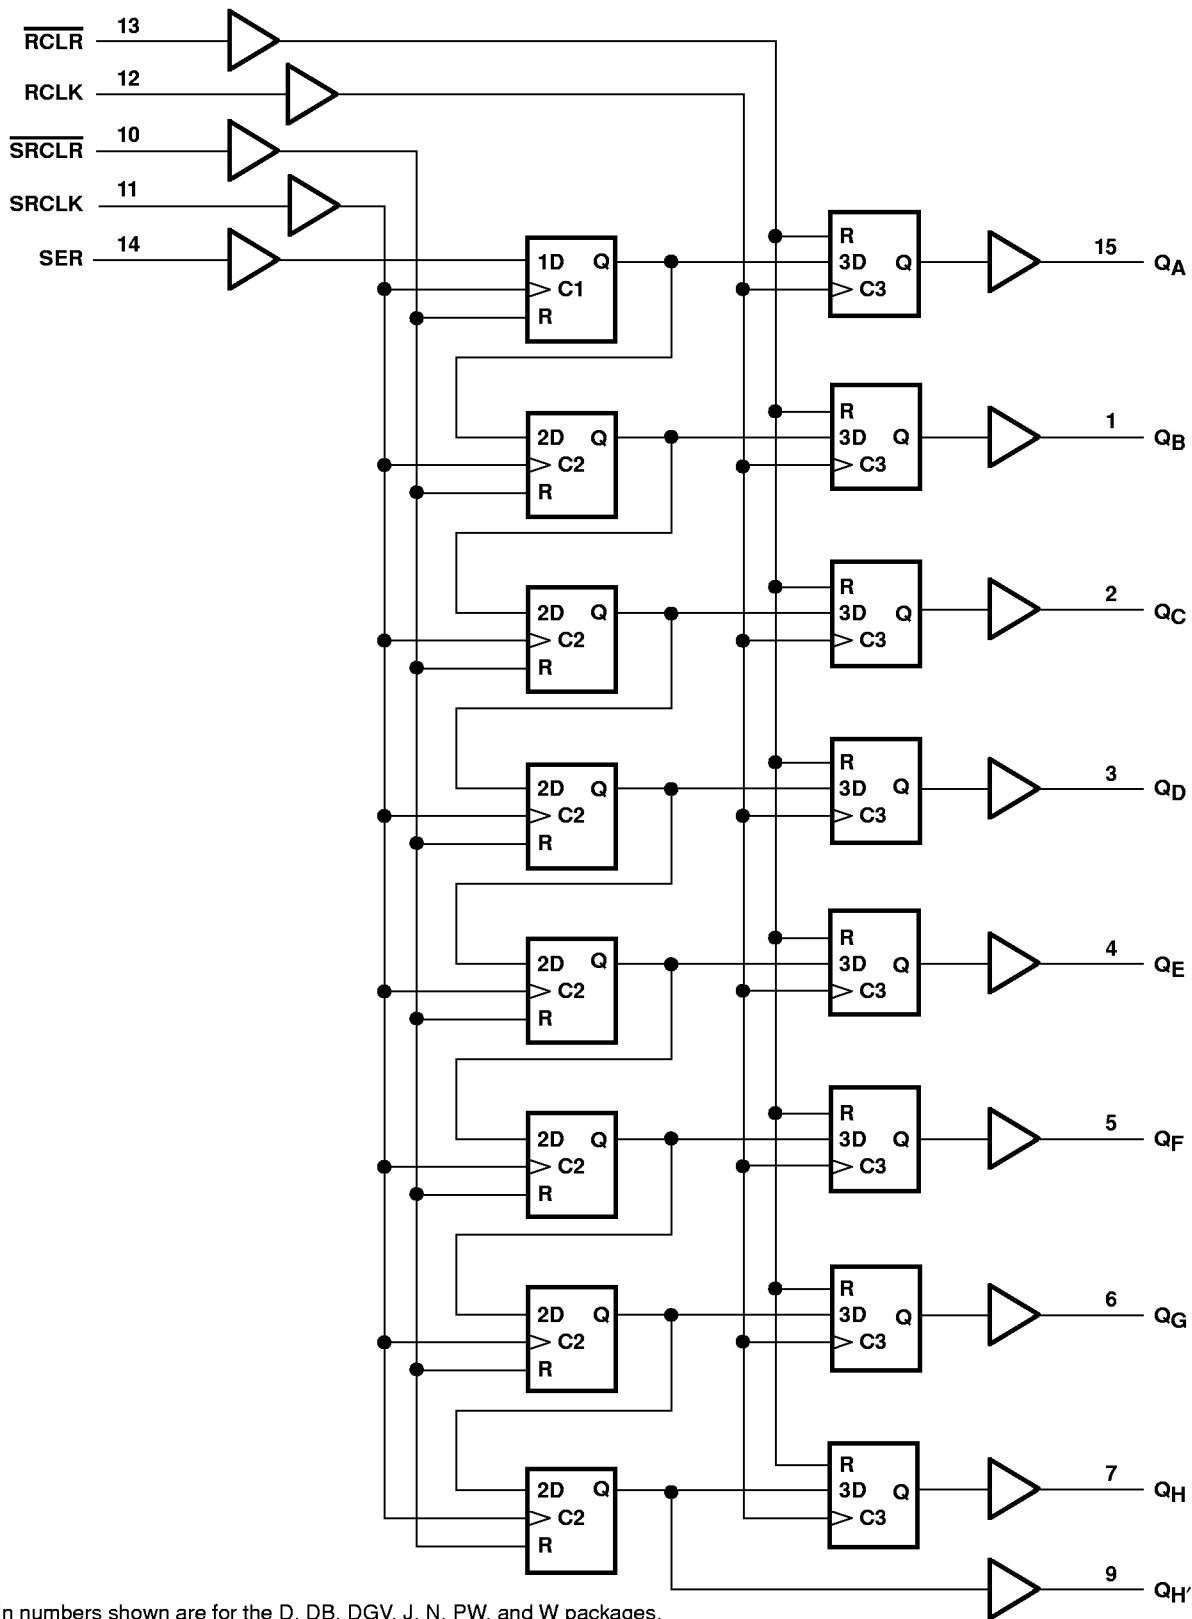 RCLR 13
RCLK 12
SRCLR 10
SRCLK 11
SER 14
1D Q
C1
R
R
3D Q
C3
15 QA
2D Q
C2
R
R
3D Q
C3
1 QB
2D Q
C2
R
R
3D Q
C3
2 QC
2D Q
C2
R
R
3D Q
C3
3 QD
2D Q
C2
R
R
3D Q
C3
4 QE
2D Q
C2
R
R
3D Q
C3
5 QF
2D Q
C2
R
R
3D Q
C3
6 QG
2D Q
C2
R
R
3D Q
C3
7 QH
9 QH′
in numbers shown are for the D, DB, DGV, J, N, PW, and W packages.